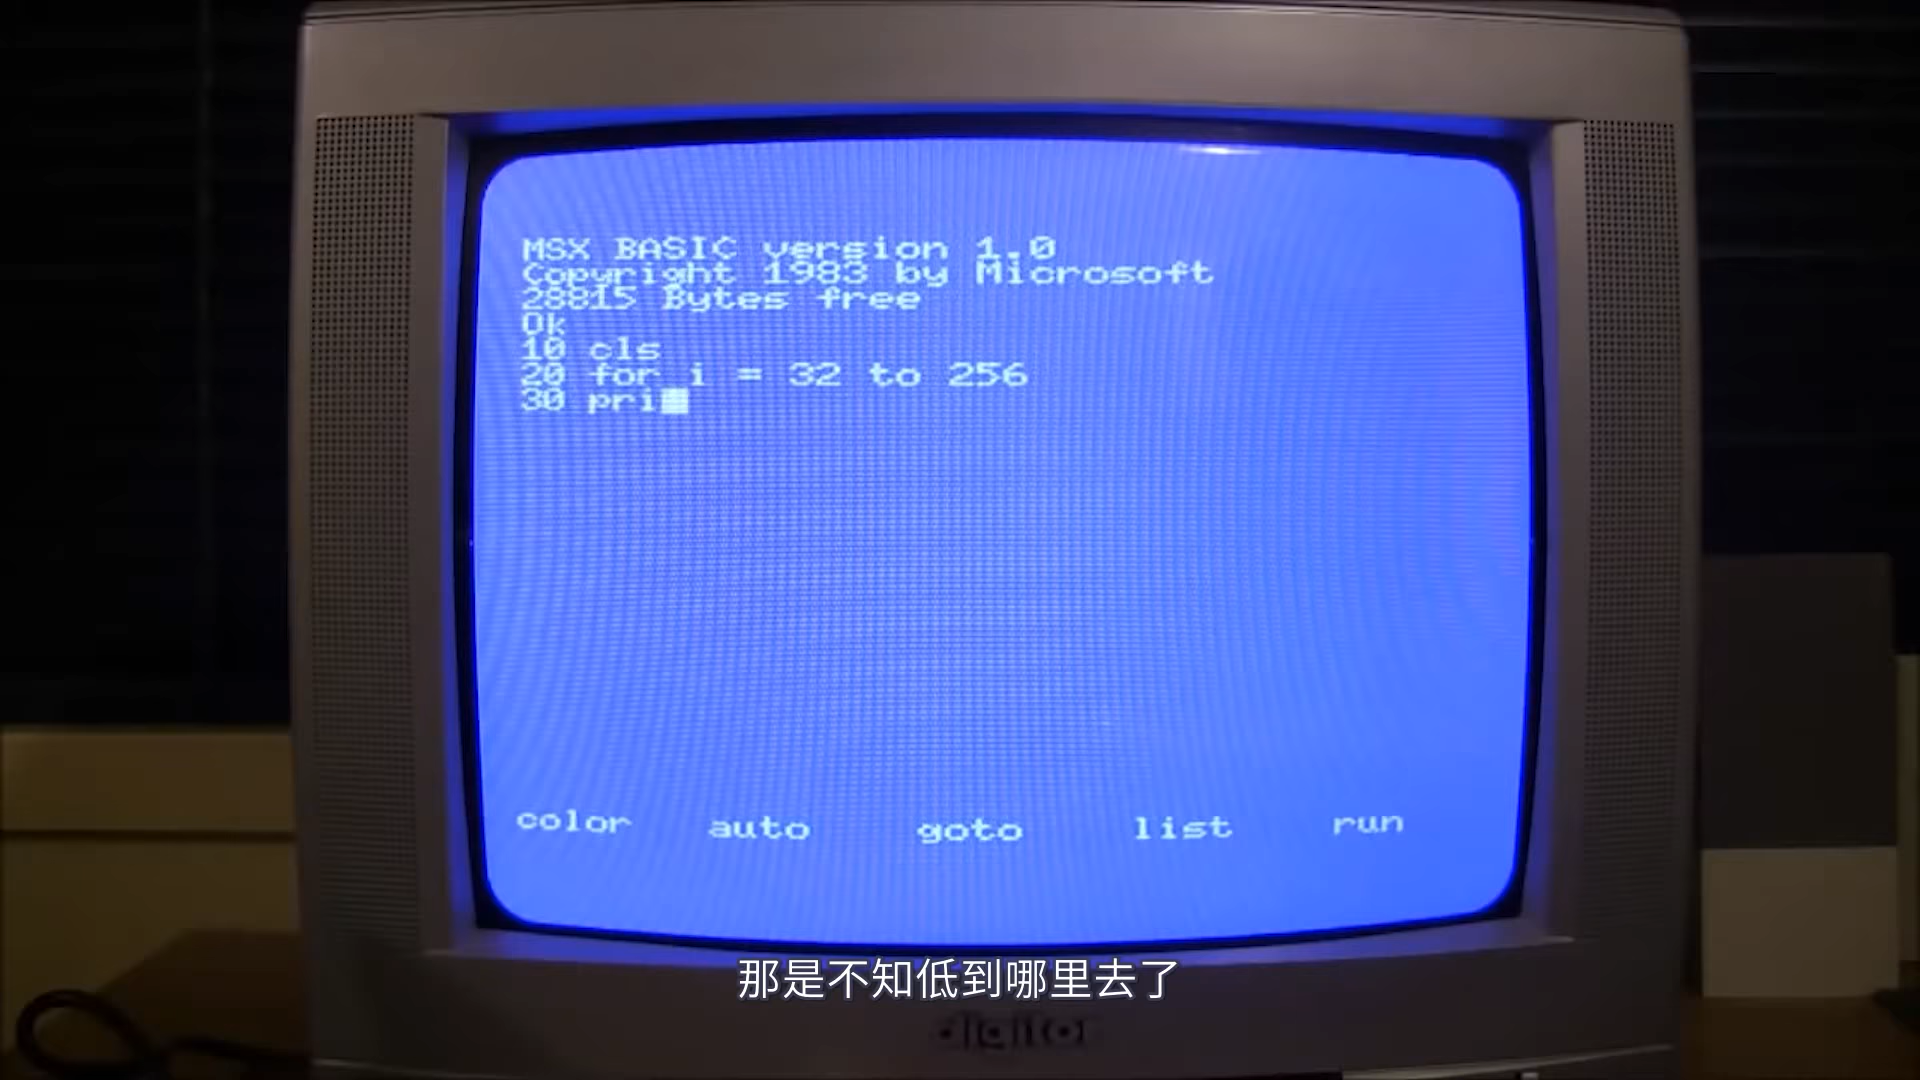 MSX BASIC version 1.0
Copyright 1983 by Microsoft
28815 Bytes free
Ok
10 cls
20 for i = 32 to 256
30 pri
color auto goto list run
那是不知低到哪里去了
digitor